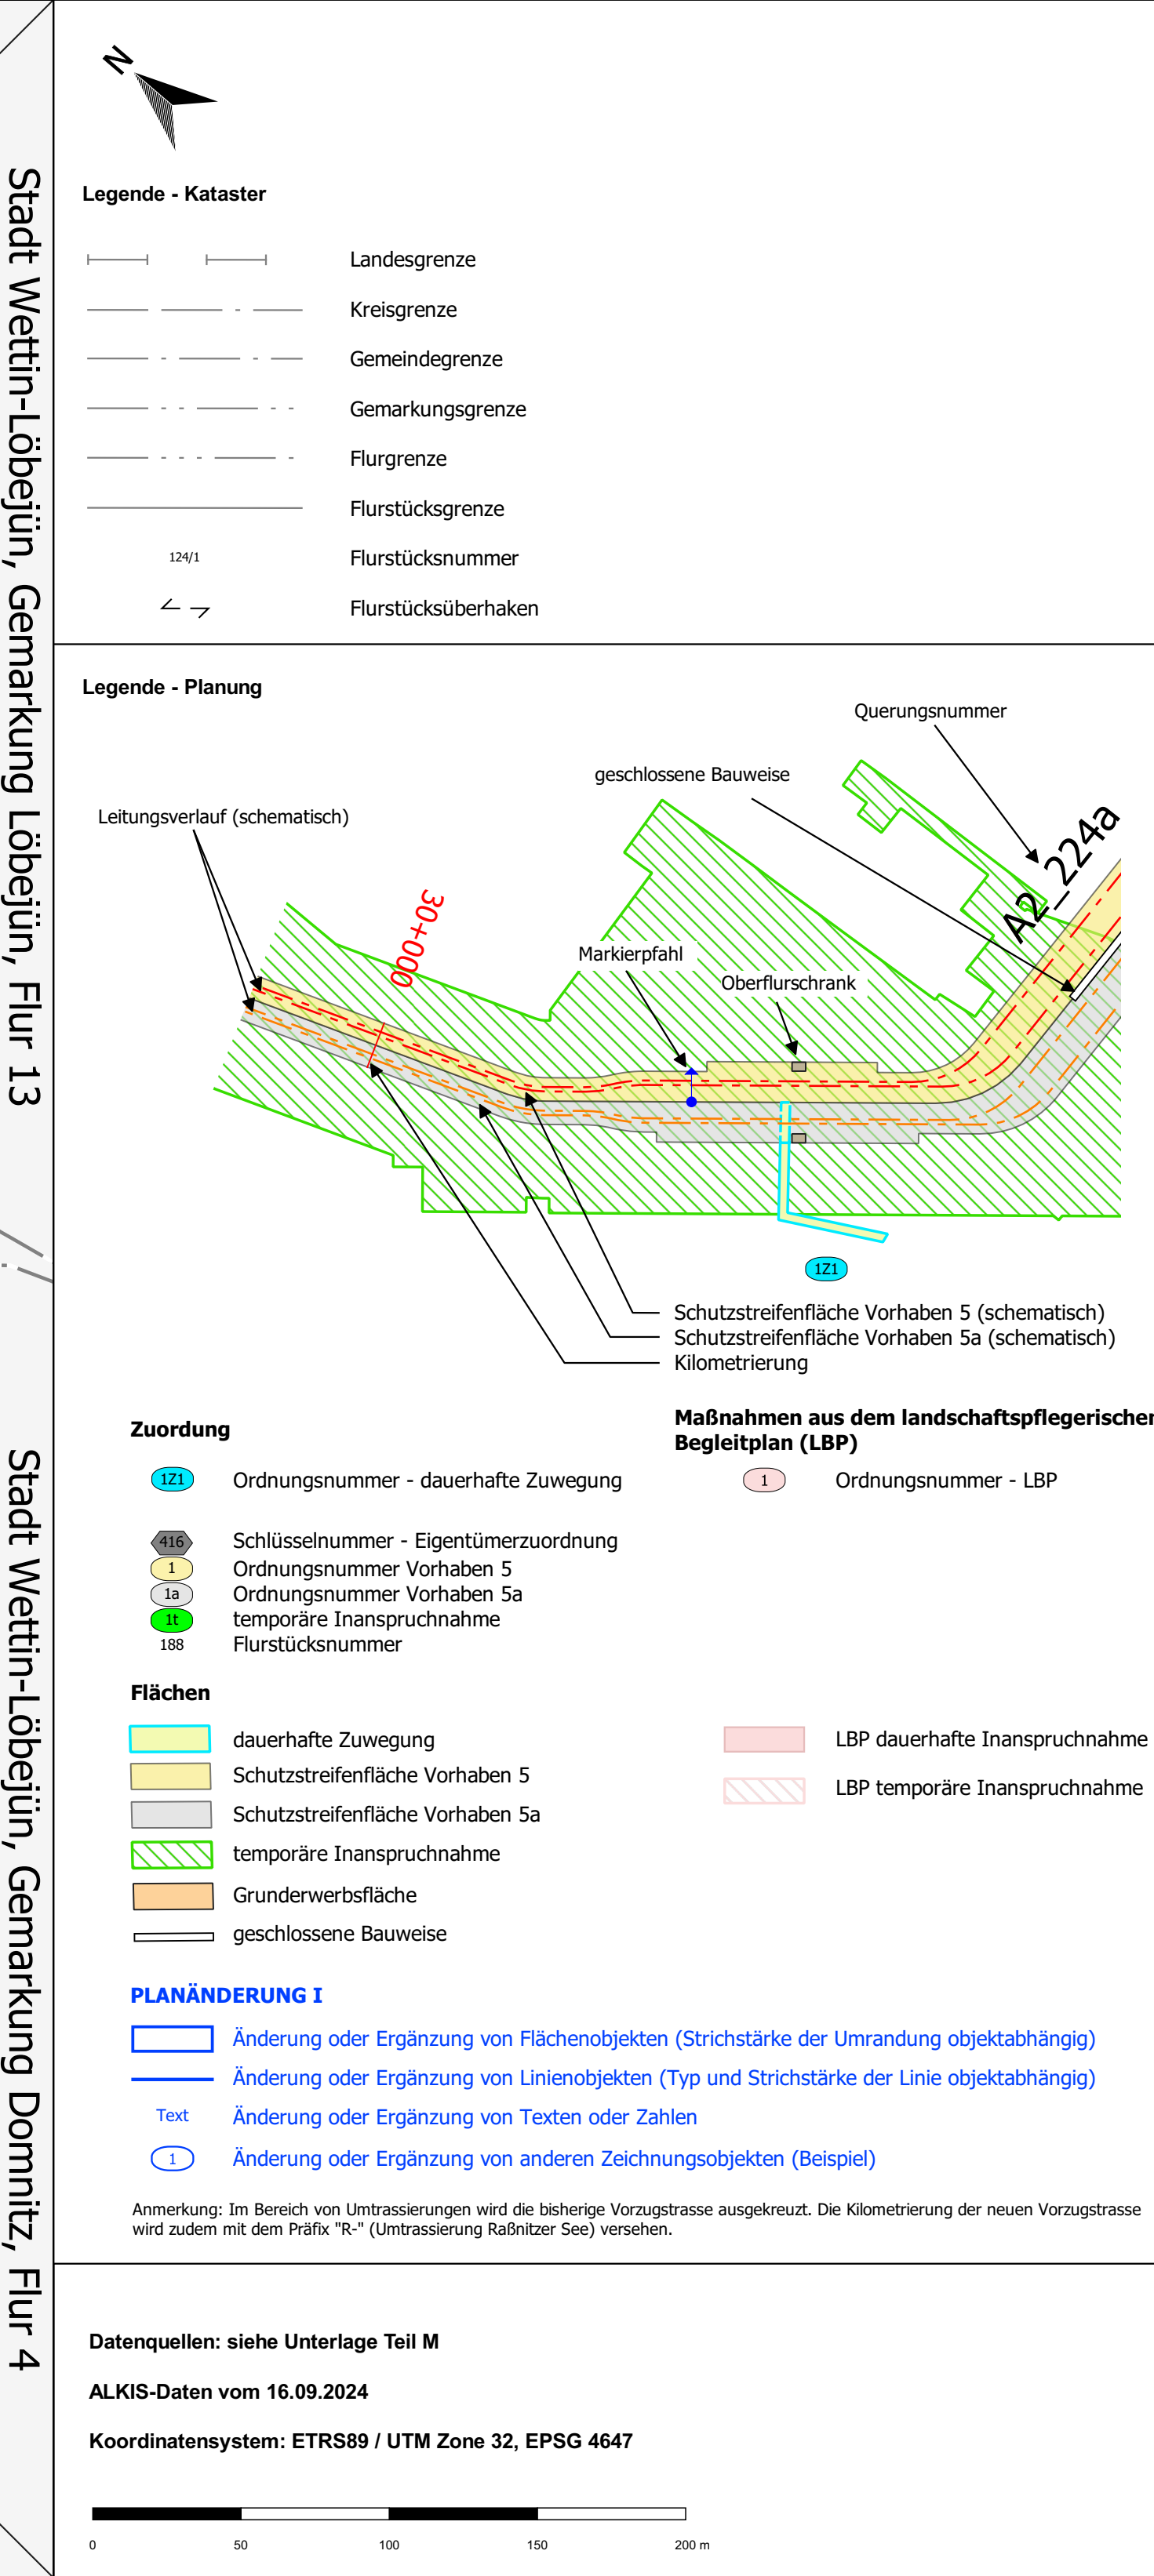 Stadt Wettin-Löbejün, Gemarkung Löbejün, Flur 13
Stadt Wettin-Löbejün, Gemarkung Domnitz, Flur 4
N
Legende - Kataster
Landesgrenze
Kreisgrenze
Gemeindegrenze
Gemarkungsgrenze
Flurgrenze
Flurstücksgrenze
124/1 Flurstücksnummer
Flurstücksüberhaken
Legende - Planung
Querungsnummer
geschlossene Bauweise
Leitungsverlauf (schematisch)
A2_224a
30+000
Markierpfahl
Oberflurschrank
1Z1
Schutzstreifenfläche Vorhaben 5 (schematisch)
Schutzstreifenfläche Vorhaben 5a (schematisch)
Kilometrierung
Zuordung
1Z1 Ordnungsnummer - dauerhafte Zuwegung
416 Schlüsselnummer - Eigentümerzuordnung
1 Ordnungsnummer Vorhaben 5
1a Ordnungsnummer Vorhaben 5a
1t temporäre Inanspruchnahme
188 Flurstücksnummer
Maßnahmen aus dem landschaftspflegerischen
Begleitplan (LBP)
1 Ordnungsnummer - LBP
Flächen
dauerhafte Zuwegung
Schutzstreifenfläche Vorhaben 5
Schutzstreifenfläche Vorhaben 5a
temporäre Inanspruchnahme
Grunderwerbsfläche
geschlossene Bauweise
LBP dauerhafte Inanspruchnahme
LBP temporäre Inanspruchnahme
PLANÄNDERUNG I
Änderung oder Ergänzung von Flächenobjekten (Strichstärke der Umrandung objektabhängig)
Änderung oder Ergänzung von Linienobjekten (Typ und Strichstärke der Linie objektabhängig)
Text Änderung oder Ergänzung von Texten oder Zahlen
1 Änderung oder Ergänzung von anderen Zeichnungsobjekten (Beispiel)
Anmerkung: Im Bereich von Umtrassierungen wird die bisherige Vorzugstrasse ausgekreuzt. Die Kilometrierung der neuen Vorzugstrasse
wird zudem mit dem Präfix "R-" (Umtrassierung Raßnitzer See) versehen.
Datenquellen: siehe Unterlage Teil M
ALKIS-Daten vom 16.09.2024
Koordinatensystem: ETRS89 / UTM Zone 32, EPSG 4647
0 50 100 150 200 m